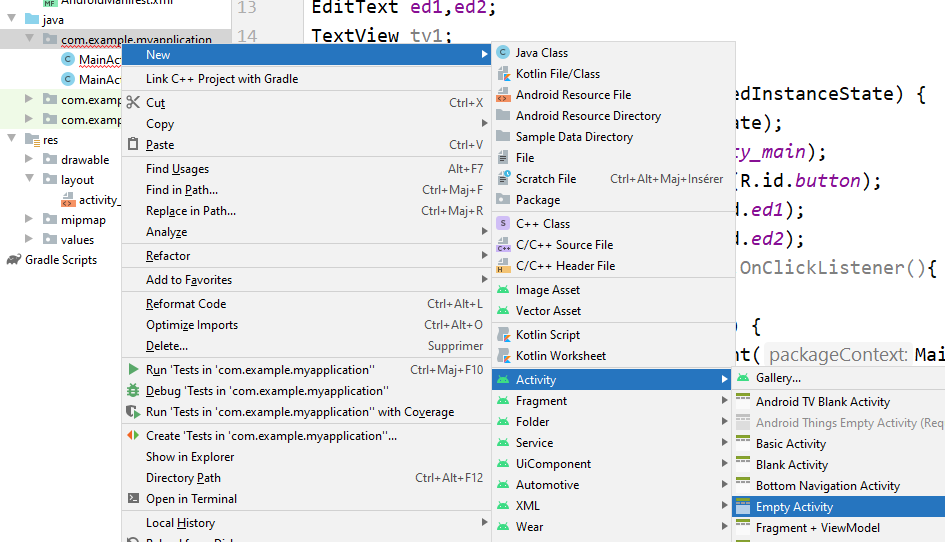 AndroidManifest.xml
java
com.example.myapplication
MainAc
MainAc
com.examp
com.examp
res
drawable
layout
activity_
mipmap
values
Gradle Scripts
13
EditText ed1,ed2;
14
TextView tv1;
edInstanceState) {
ate);
ty_main);
(R.id.button);
d.ed1);
d.ed2);
OnClickListener(){
) {
nt( packageContext: Mai
New
Link C++ Project with Gradle
Cut Ctrl+X
Copy
Paste Ctrl+V
Find Usages Alt+F7
Find in Path... Ctrl+Maj+F
Replace in Path... Ctrl+Maj+R
Analyze
Refactor
Add to Favorites
Reformat Code Ctrl+Alt+L
Optimize Imports Ctrl+Alt+O
Delete... Supprimer
Run 'Tests in 'com.example.myapplication'' Ctrl+Maj+F10
Debug 'Tests in 'com.example.myapplication''
Run 'Tests in 'com.example.myapplication'' with Coverage
Create 'Tests in 'com.example.myapplication''...
Show in Explorer
Directory Path Ctrl+Alt+F12
Open in Terminal
Local History
Java Class
Kotlin File/Class
Android Resource File
Android Resource Directory
Sample Data Directory
File
Scratch File Ctrl+Alt+Maj+Insérer
Package
C++ Class
C/C++ Source File
C/C++ Header File
Image Asset
Vector Asset
Kotlin Script
Kotlin Worksheet
Activity
Fragment
Folder
Service
UiComponent
Automotive
XML
Wear
Gallery...
Android TV Blank Activity
Android Things Empty Activity (Req
Basic Activity
Blank Activity
Bottom Navigation Activity
Empty Activity
Fragment + ViewModel